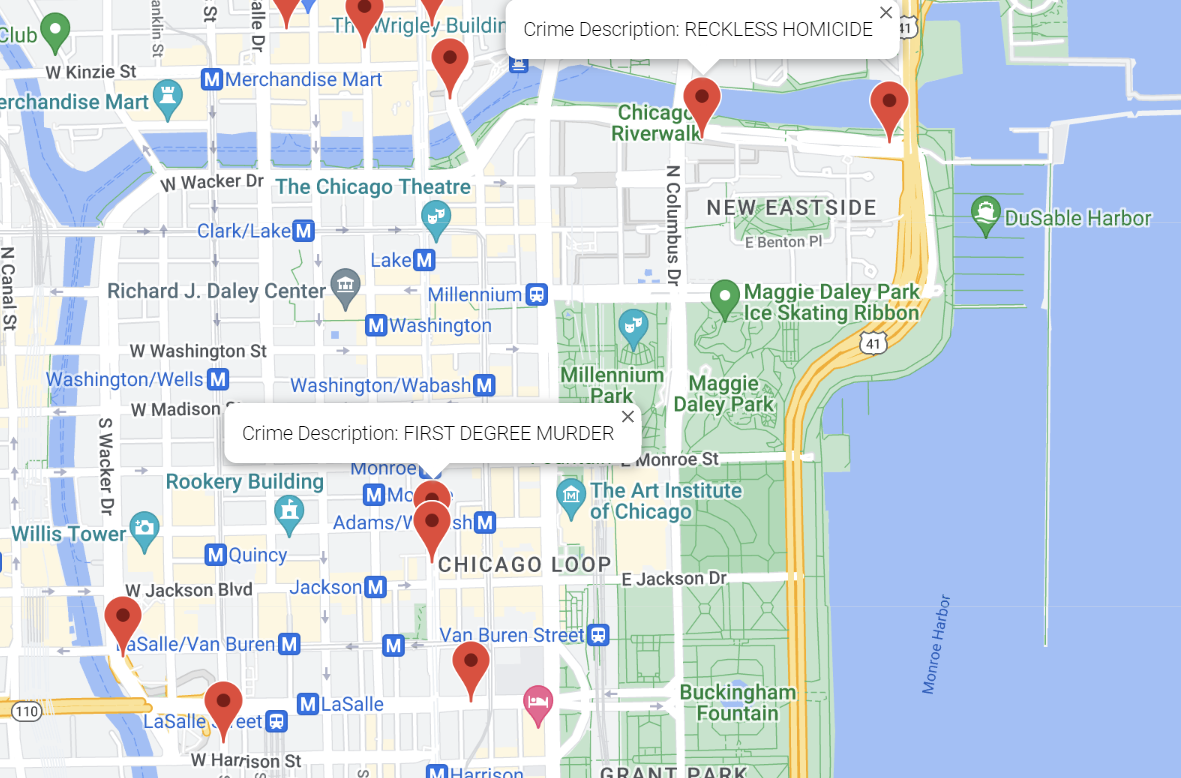 Crime Description: RECKLESS HOMICIDE
41
Club
St
The Wrigley Building
W Kinzie St
Merchandise Mart
Merchandise Mart
Chicago
Riverwalk
W Wacker Dr
The Chicago Theatre
N Columbus Dr
NEW EASTSIDE
DuSable Harbor
Clark/Lake
E Benton Pl
Lake
N Canal St
Richard J. Daley Center
Millennium
Maggie Daley Park
Ice Skating Ribbon
Washington
41
W Washington St
Washington/Wells
Washington/Wabash
Millennium
Park
Maggie
Daley Park
W Madison St
Crime Description: FIRST DEGREE MURDER
S Wacker Dr
E Monroe St
Monroe
Rookery Building
The Art Institute
of Chicago
Adams/Wabash
Willis Tower
Quincy
CHICAGO LOOP
W Jackson Blvd
Jackson
E Jackson Dr
Monroe Harbor
LaSalle/Van Buren
Van Buren Street
110
LaSalle
LaSalle Street
Buckingham
Fountain
W Harrison St
Harrison
GRANT PARK